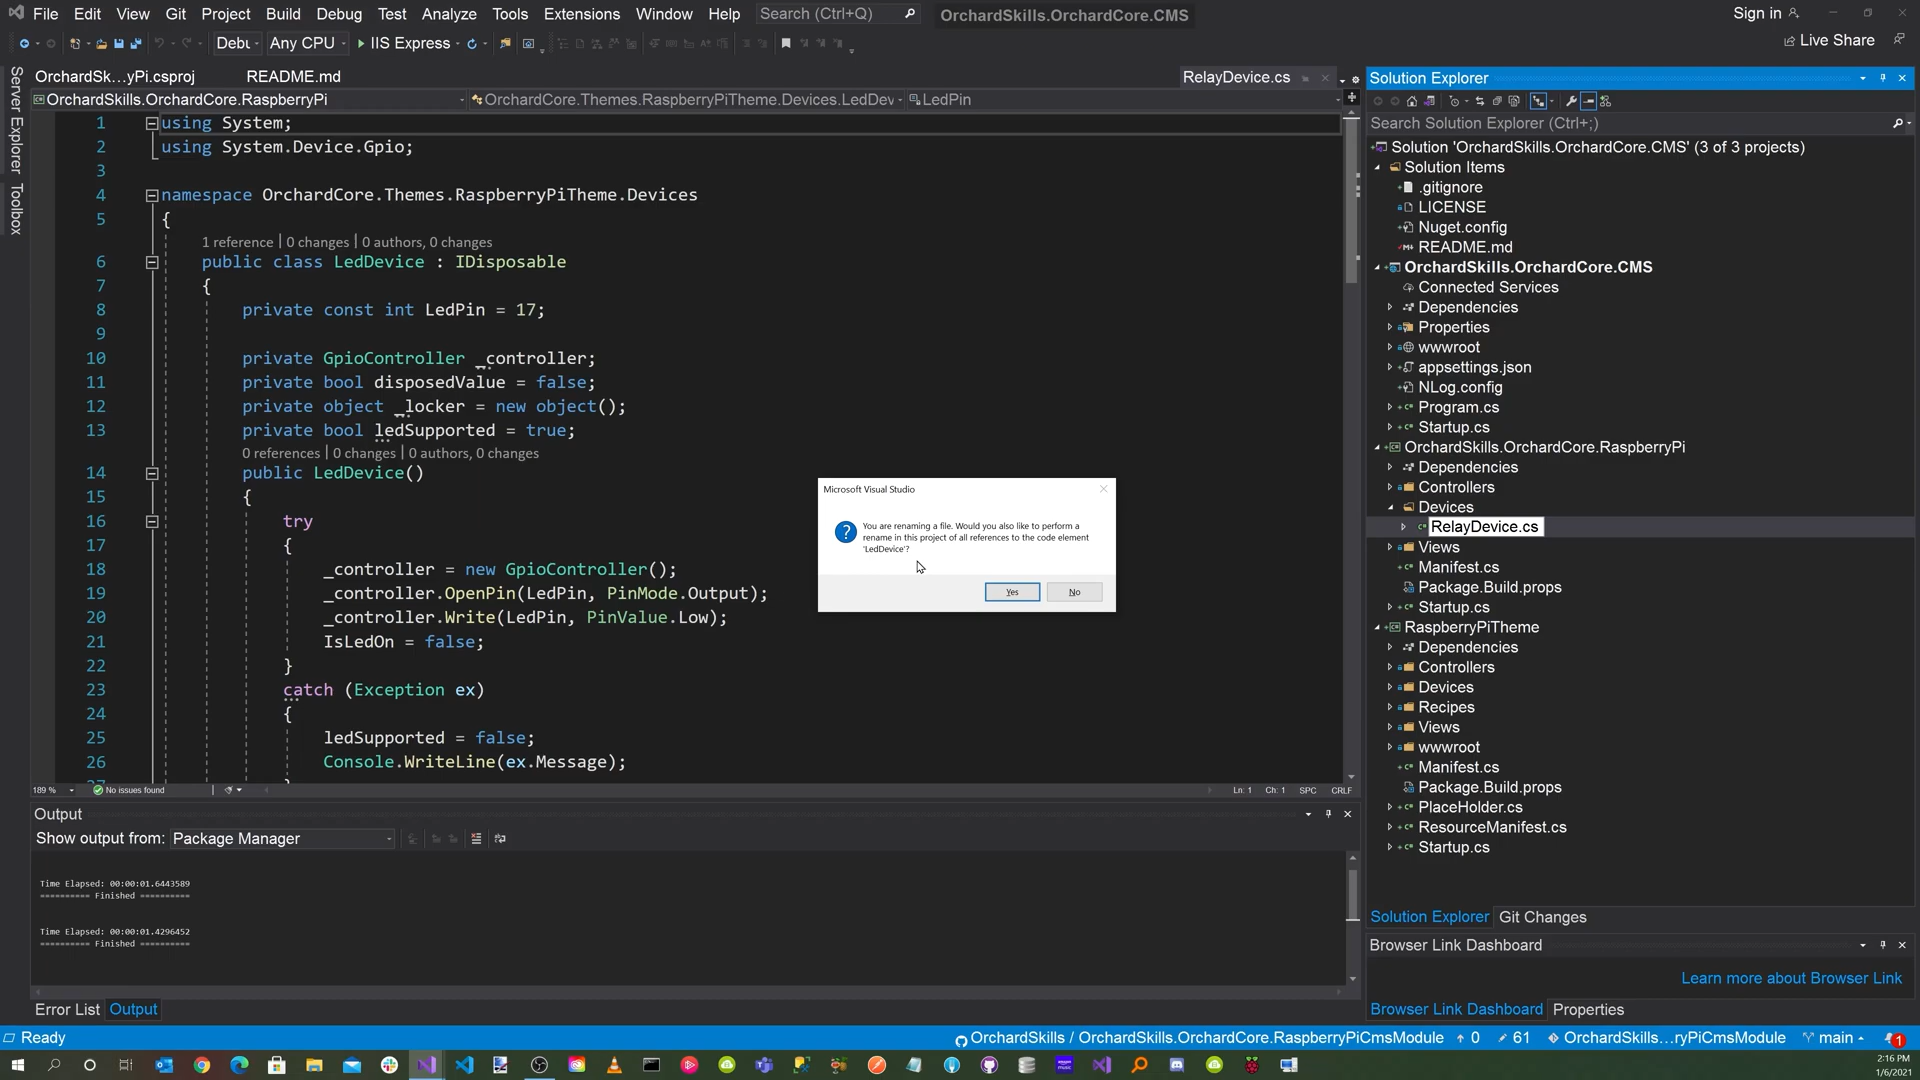 File Edit View Git Project Build Debug Test Analyze Tools Extensions Window Help Search (Ctrl+Q) OrchardSkills.OrchardCore.CMS Sign in
Debu Any CPU IIS Express Live Share
Server Explorer
Toolbox
OrchardSk...yPi.csproj README.md RelayDevice.cs
OrchardSkills.OrchardCore.RaspberryPi OrchardCore.Themes.RaspberryPiTheme.Devices.LedDev LedPin
1 using System;
2 using System.Device.Gpio;
3
4 namespace OrchardCore.Themes.RaspberryPiTheme.Devices
5 {
1 reference | 0 changes | 0 authors, 0 changes
6 public class LedDevice : IDisposable
7 {
8 private const int LedPin = 17;
9
10 private GpioController _controller;
11 private bool disposedValue = false;
12 private object _locker = new object();
13 private bool ledSupported = true;
0 references | 0 changes | 0 authors, 0 changes
14 public LedDevice()
15 {
16 try
17 {
18 _controller = new GpioController();
19 _controller.OpenPin(LedPin, PinMode.Output);
20 _controller.Write(LedPin, PinValue.Low);
21 IsLedOn = false;
22 }
23 catch (Exception ex)
24 {
25 ledSupported = false;
26 Console.WriteLine(ex.Message);
27 }
189 % No issues found Ln: 1 Ch: 1 SPC CRLF
Microsoft Visual Studio
You are renaming a file. Would you also like to perform a
rename in this project of all references to the code element
'LedDevice'?
Yes No
Output
Show output from: Package Manager
Time Elapsed: 00:00:01.6443589
========== Finished ==========
Time Elapsed: 00:00:01.4296452
========== Finished ==========
Error List Output
Solution Explorer
Search Solution Explorer (Ctrl+;)
Solution 'OrchardSkills.OrchardCore.CMS' (3 of 3 projects)
Solution Items
.gitignore
LICENSE
Nuget.config
README.md
OrchardSkills.OrchardCore.CMS
Connected Services
Dependencies
Properties
wwwroot
appsettings.json
NLog.config
Program.cs
Startup.cs
OrchardSkills.OrchardCore.RaspberryPi
Dependencies
Controllers
Devices
RelayDevice.cs
Views
Manifest.cs
Package.Build.props
Startup.cs
RaspberryPiTheme
Dependencies
Controllers
Devices
Recipes
Views
wwwroot
Manifest.cs
Package.Build.props
PlaceHolder.cs
ResourceManifest.cs
Startup.cs
Solution Explorer Git Changes
Browser Link Dashboard
Learn more about Browser Link
Browser Link Dashboard Properties
Ready OrchardSkills / OrchardSkills.OrchardCore.RaspberryPiCmsModule 0 61 OrchardSkills...ryPiCmsModule main 1
2:16 PM
1/6/2021